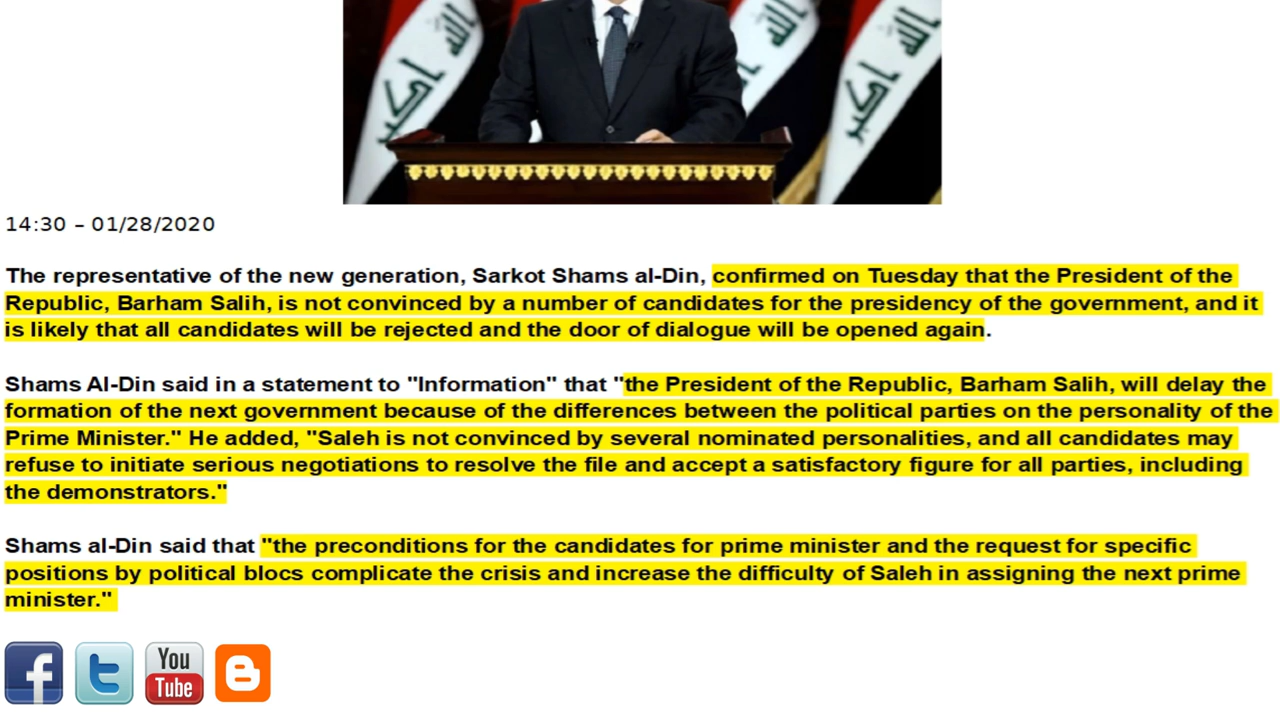 الله اكبر
الله
الله اكبر
14:30 – 01/28/2020
The representative of the new generation, Sarkot Shams al-Din, confirmed on Tuesday that the President of the
Republic, Barham Salih, is not convinced by a number of candidates for the presidency of the government, and it
is likely that all candidates will be rejected and the door of dialogue will be opened again.
Shams Al-Din said in a statement to "Information" that "the President of the Republic, Barham Salih, will delay the
formation of the next government because of the differences between the political parties on the personality of the
Prime Minister." He added, "Saleh is not convinced by several nominated personalities, and all candidates may
refuse to initiate serious negotiations to resolve the file and accept a satisfactory figure for all parties, including
the demonstrators."
Shams al-Din said that "the preconditions for the candidates for prime minister and the request for specific
positions by political blocs complicate the crisis and increase the difficulty of Saleh in assigning the next prime
minister."
f t You Tube B